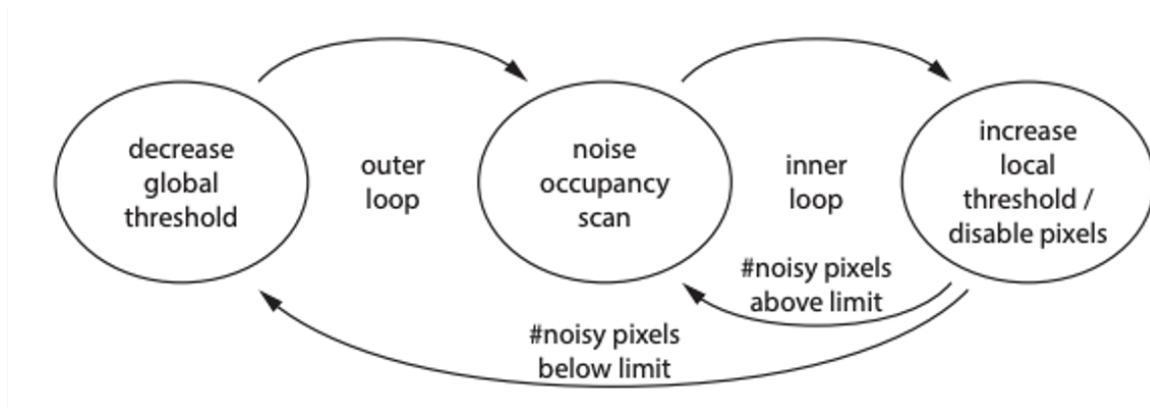 decrease
global
threshold
outer
loop
noise
occupancy
scan
inner
loop
increase
local
threshold /
disable pixels
#noisy pixels
above limit
#noisy pixels
below limit